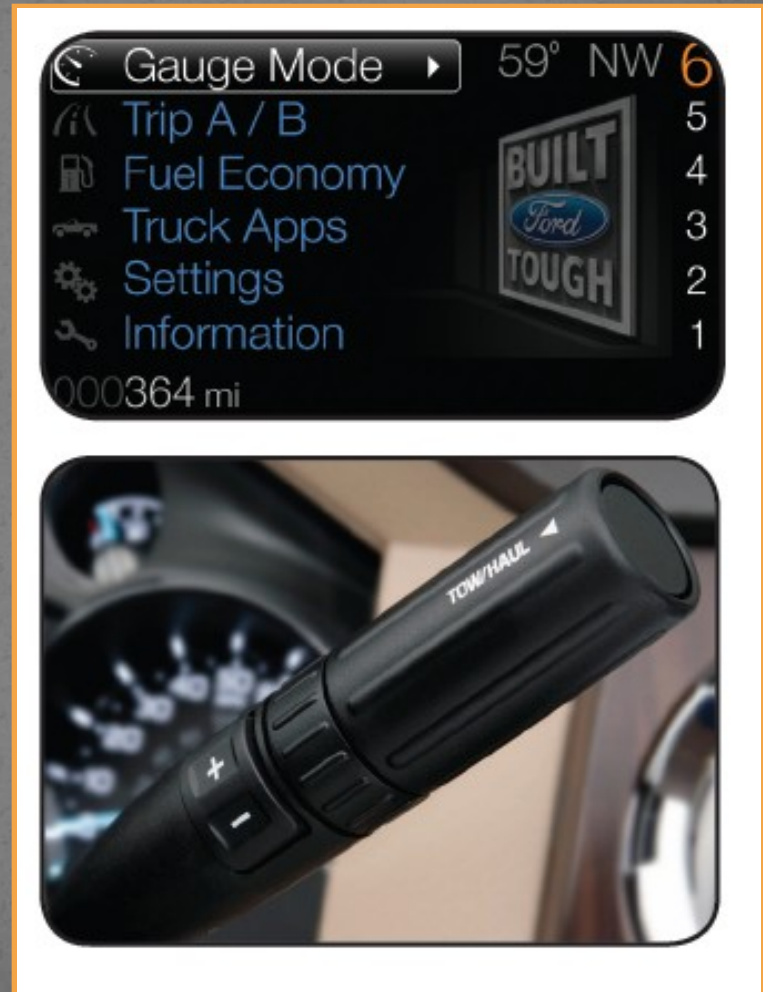 Gauge Mode 59° NW 6
Trip A / B 5
Fuel Economy 4
Truck Apps 3
Settings 2
Information 1
BUILT
Ford
TOUGH
000364 mi
TOW/HAUL
+
-